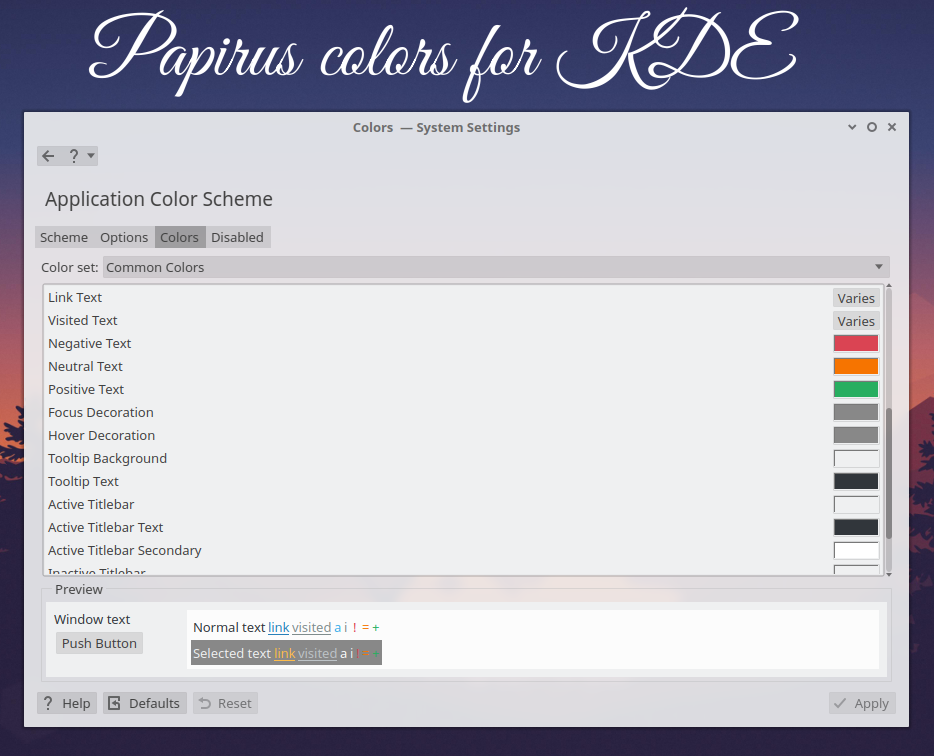 Papirus colors for KDE
Colors — System Settings
?
Application Color Scheme
Scheme Options Colors Disabled
Color set: Common Colors
Link Text Varies
Visited Text Varies
Negative Text
Neutral Text
Positive Text
Focus Decoration
Hover Decoration
Tooltip Background
Tooltip Text
Active Titlebar
Active Titlebar Text
Active Titlebar Secondary
Inactive Titlebar
Preview
Window text
Push Button
Normal text link visited a i ! = +
Selected text link visited a i ! = +
? Help Defaults Reset Apply